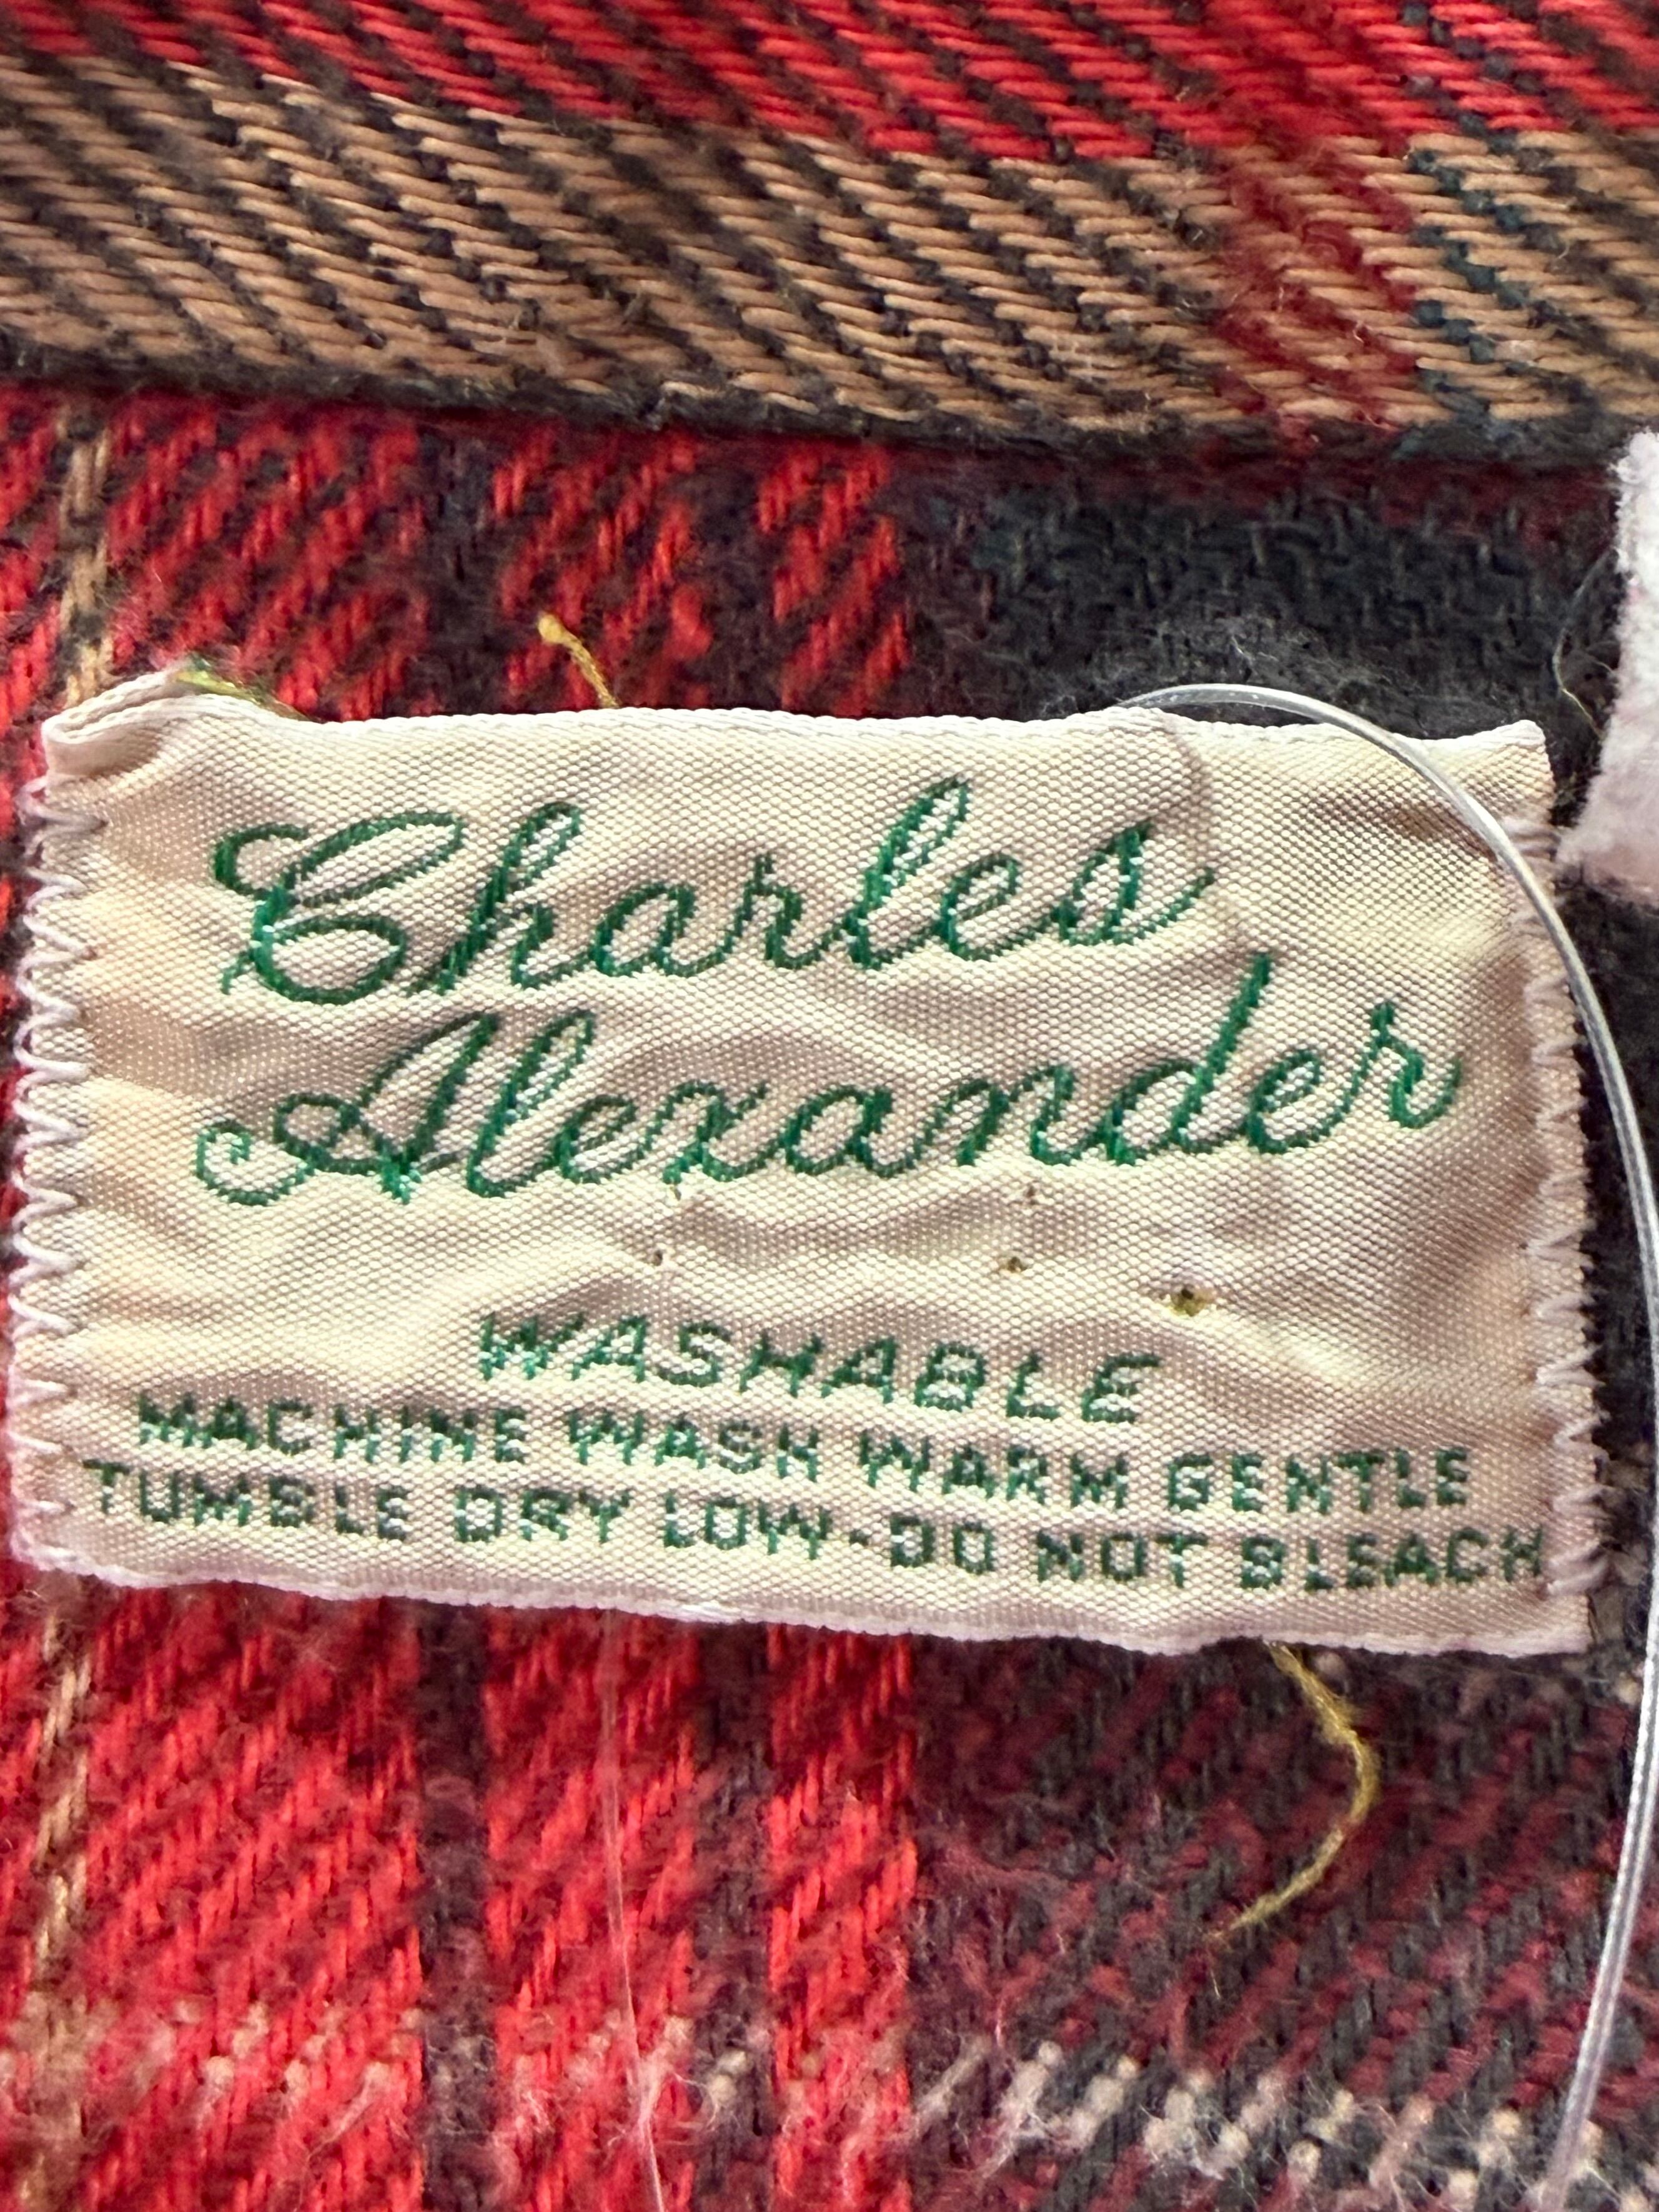 Charles
Alexander
WASHABLE
MACHINE WASH WARM GENTLE
TUMBLE DRY LOW-DO NOT BLEACH